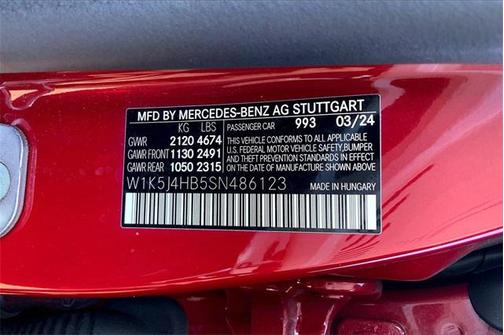 MFD BY MERCEDES-BENZ AG STUTTGART
KG LBS PASSENGER CAR 993 03/24
GVWR 2120 4674
GAWR FRONT 1130 2491
GAWR REAR 1050 2315
THIS VEHICLE CONFORMS TO ALL APPLICABLE
U.S. FEDERAL MOTOR VEHICLE SAFETY, BUMPER
AND THEFT PREVENTION STANDARDS IN EFFECT
ON THE DATE OF MANUFACTURE SHOWN ABOVE
W1K5J4HB5SN486123 MADE IN HUNGARY